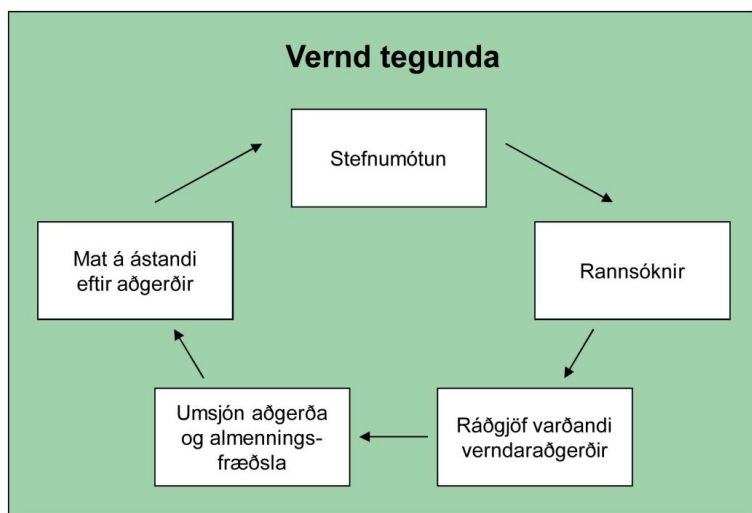 Vernd tegunda
Stefnumótun
Rannsóknir
Ráðgjöf varðandi
verndaraðgerðir
Umsjón aðgerða
og almennings-
fræðsla
Mat á ástandi
eftir aðgerðir